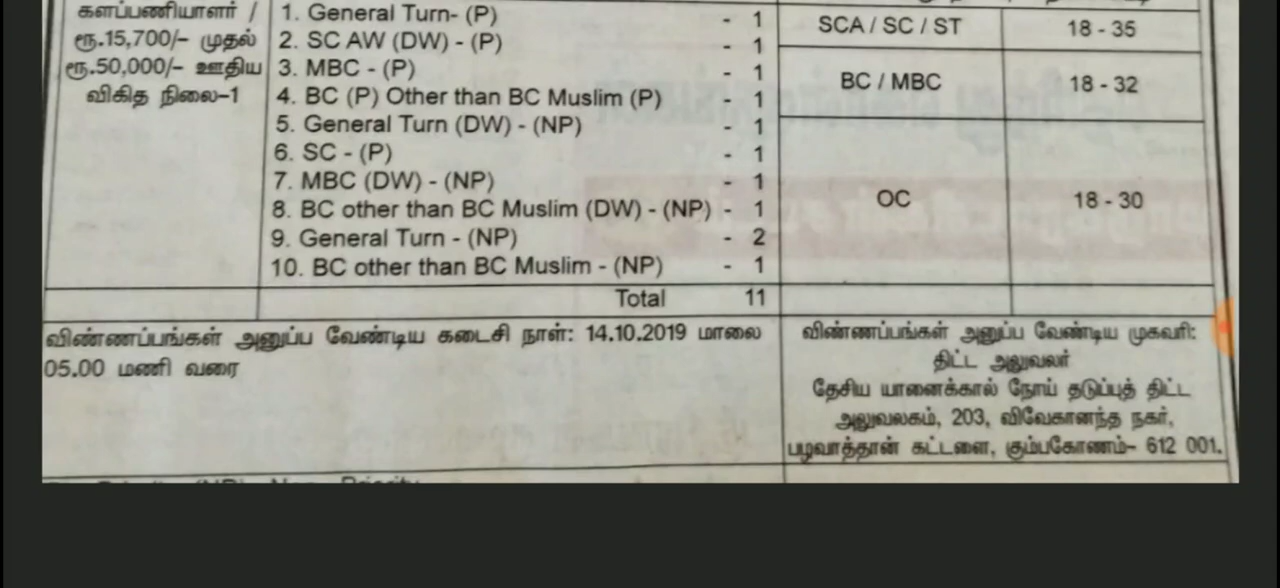 களப்பணியாளர் /
ரூ.15,700/- முதல்
ரூ.50,000/- ஊதிய
விகித நிலை-1
1. General Turn- (P) - 1
2. SC AW (DW) - (P) - 1
3. MBC - (P) - 1
4. BC (P) Other than BC Muslim (P) - 1
5. General Turn (DW) - (NP) - 1
6. SC - (P) - 1
7. MBC (DW) - (NP) - 1
8. BC other than BC Muslim (DW) - (NP) - 1
9. General Turn - (NP) - 2
10. BC other than BC Muslim - (NP) - 1
SCA / SC / ST 18 - 35
BC / MBC 18 - 32
OC 18 - 30
Total 11
விண்ணப்பங்கள் அனுப்ப வேண்டிய கடைசி நாள்: 14.10.2019 மாலை
05.00 மணி வரை
விண்ணப்பங்கள் அனுப்ப வேண்டிய முகவரி:
திட்ட அலுவலர்
தேசிய யானைக்கால் நோய் தடுப்புத் திட்ட
அலுவலகம், 203, விவேகானந்த நகர்,
பழவாத்தான் கட்டளை, கும்பகோணம்- 612 001.